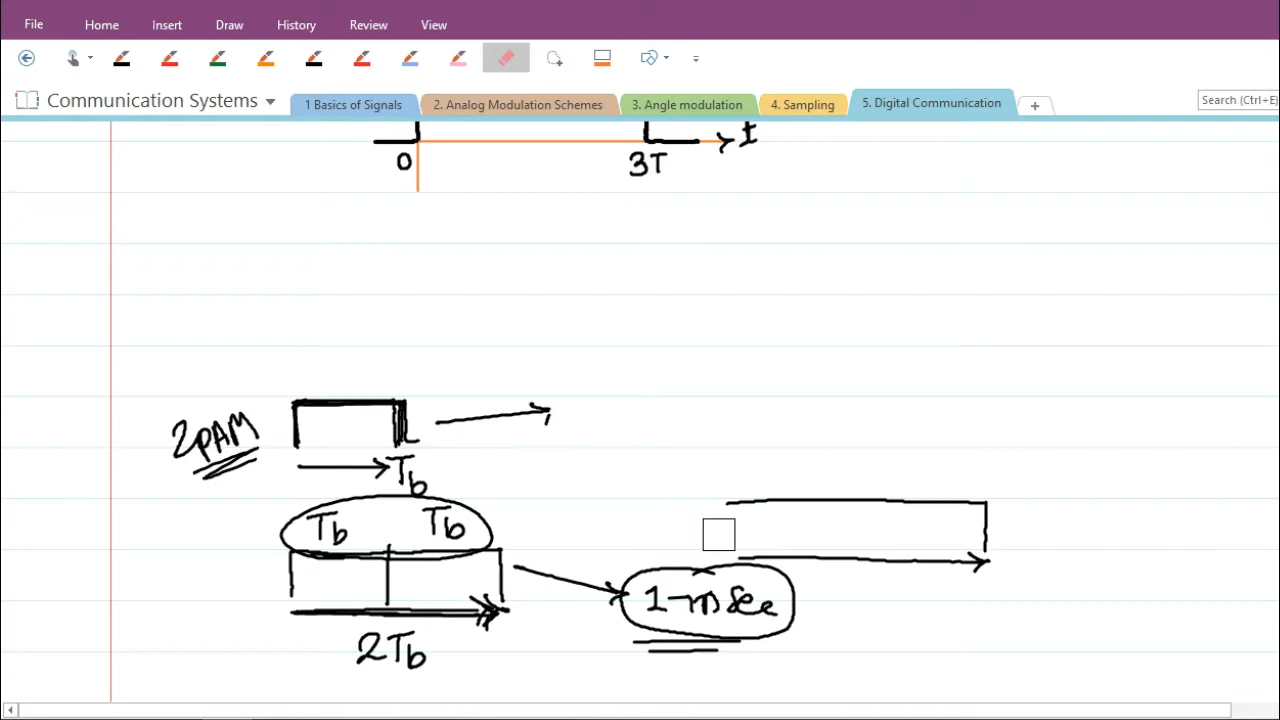 File Home Insert Draw History Review View
Communication Systems 1 Basics of Signals 2. Analog Modulation Schemes 3. Angle modulation 4. Sampling 5. Digital Communication + Search (Ctrl+E)
0 3T t
2PAM
Tb
Tb Tb
1 msec
2Tb